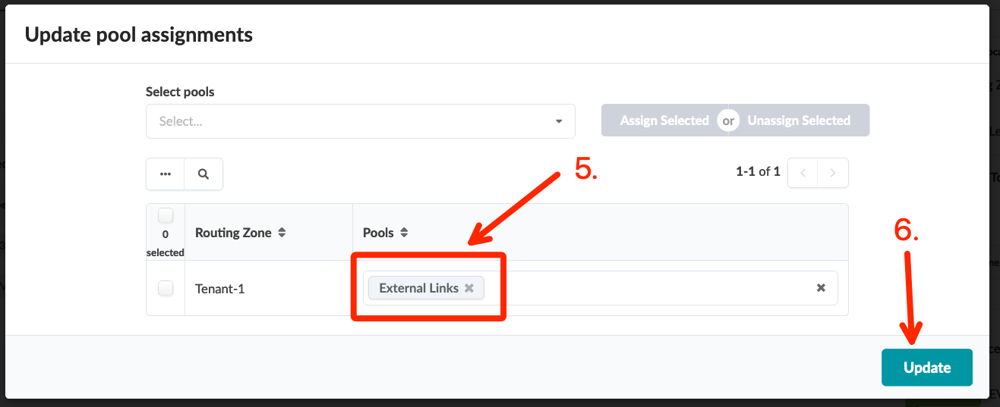 Update pool assignments
Select pools
Select...
Assign Selected or Unassign Selected
5.
1-1 of 1
0
selected
Routing Zone
Pools
6.
Tenant-1
External Links
Update